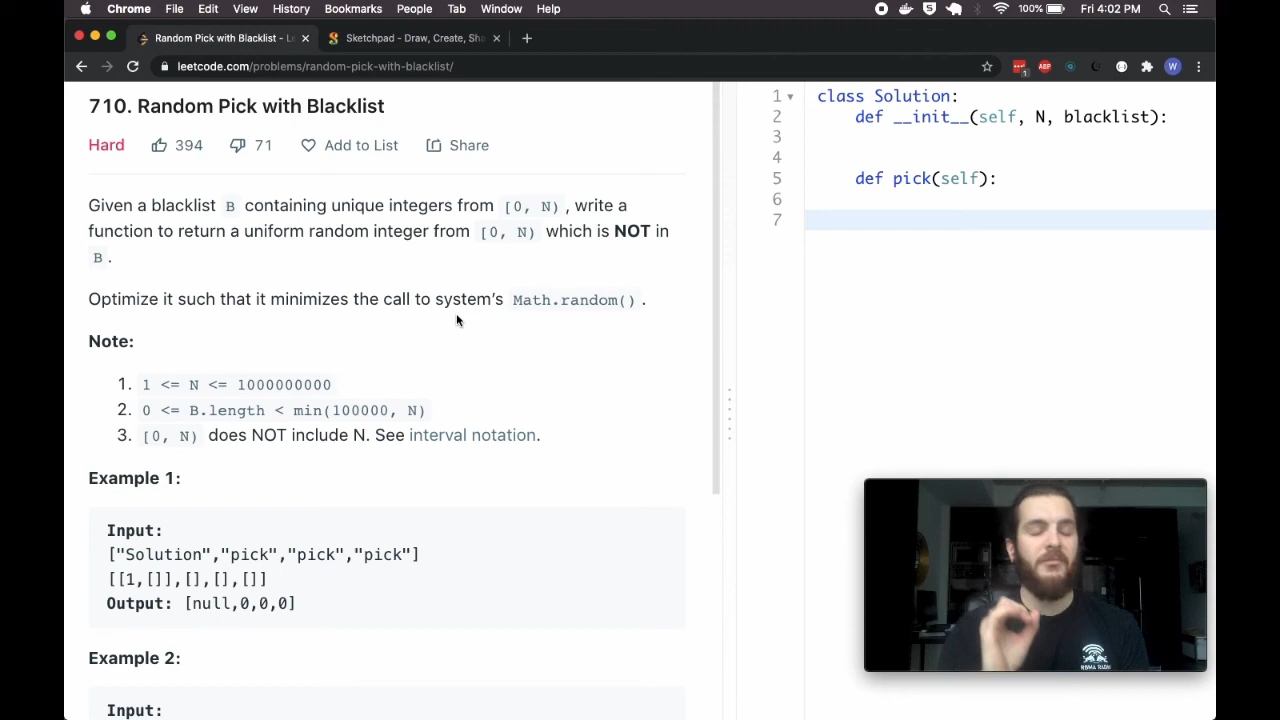 Chrome File Edit View History Bookmarks People Tab Window Help 100% Fri 4:02 PM
Random Pick with Blacklist - Le Sketchpad - Draw, Create, Sha
leetcode.com/problems/random-pick-with-blacklist/ 1 ABP W
710. Random Pick with Blacklist
Hard 394 71 Add to List Share
Given a blacklist B containing unique integers from [0, N), write a
function to return a uniform random integer from [0, N) which is NOT in
B.
Optimize it such that it minimizes the call to system's Math.random().
Note:
1. 1 <= N <= 1000000000
2. 0 <= B.length < min(100000, N)
3. [0, N) does NOT include N. See interval notation.
Example 1:
Input:
["Solution","pick","pick","pick"]
[[1,[]],[],[],[]]
Output: [null,0,0,0]
Example 2:
Input:
1 class Solution:
2 def __init__(self, N, blacklist):
3
4
5 def pick(self):
6
7